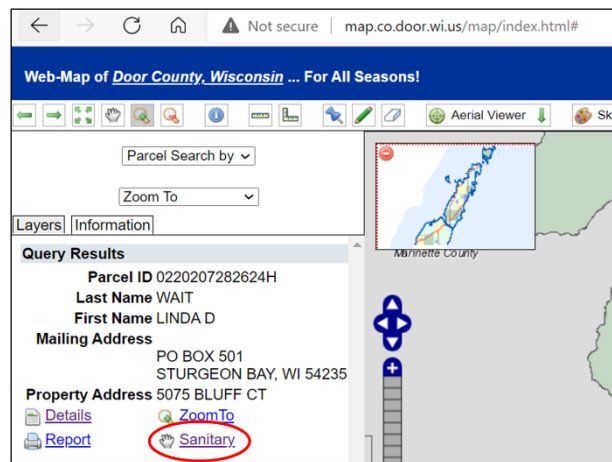 Not secure | map.co.door.wi.us/map/index.html#
Web-Map of Door County, Wisconsin ... For All Seasons!
Aerial Viewer Sk
Parcel Search by
Zoom To
Layers Information
Query Results
Parcel ID 0220207282624H
Last Name WAIT
First Name LINDA D
Mailing Address
PO BOX 501
STURGEON BAY, WI 54235
Property Address 5075 BLUFF CT
Details ZoomTo
Report Sanitary
Marinette County